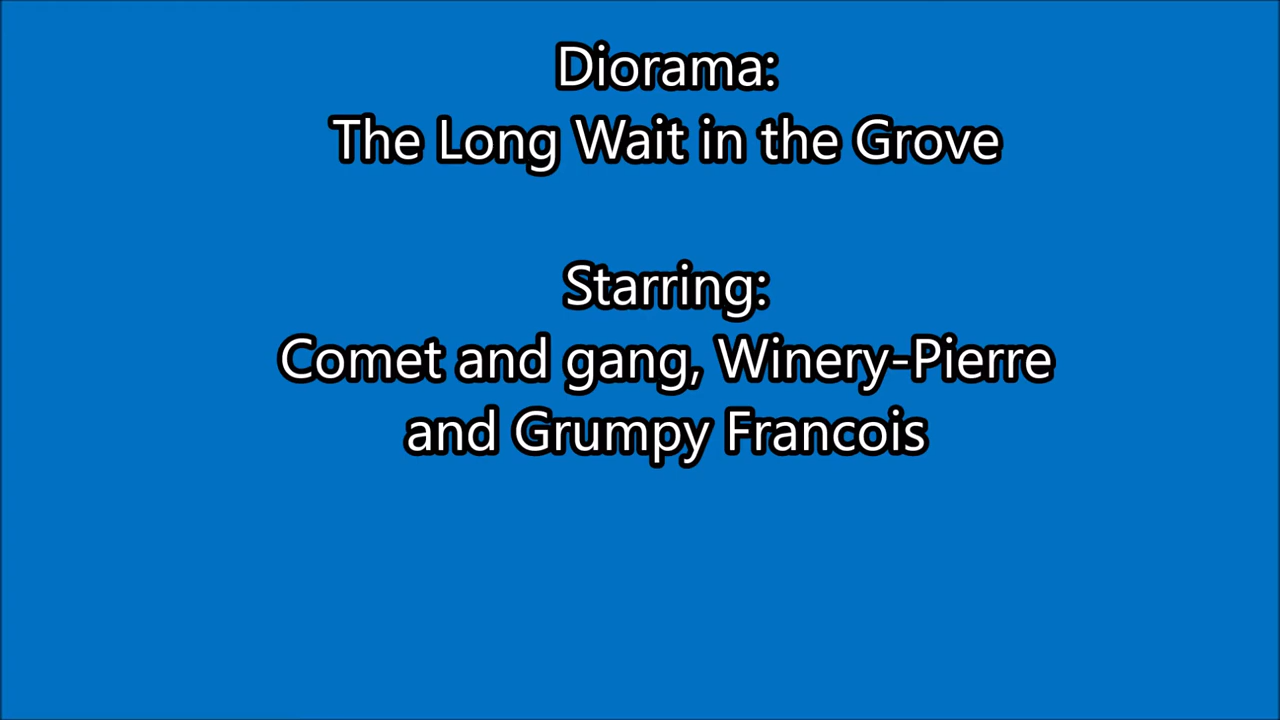 Diorama:
The Long Wait in the Grove
Starring:
Comet and gang, Winery-Pierre
and Grumpy Francois